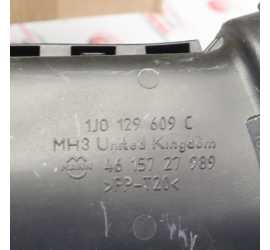 1J0 129 609 C
MH3 United Kingdom
46 157 27 989
>PP-T20<